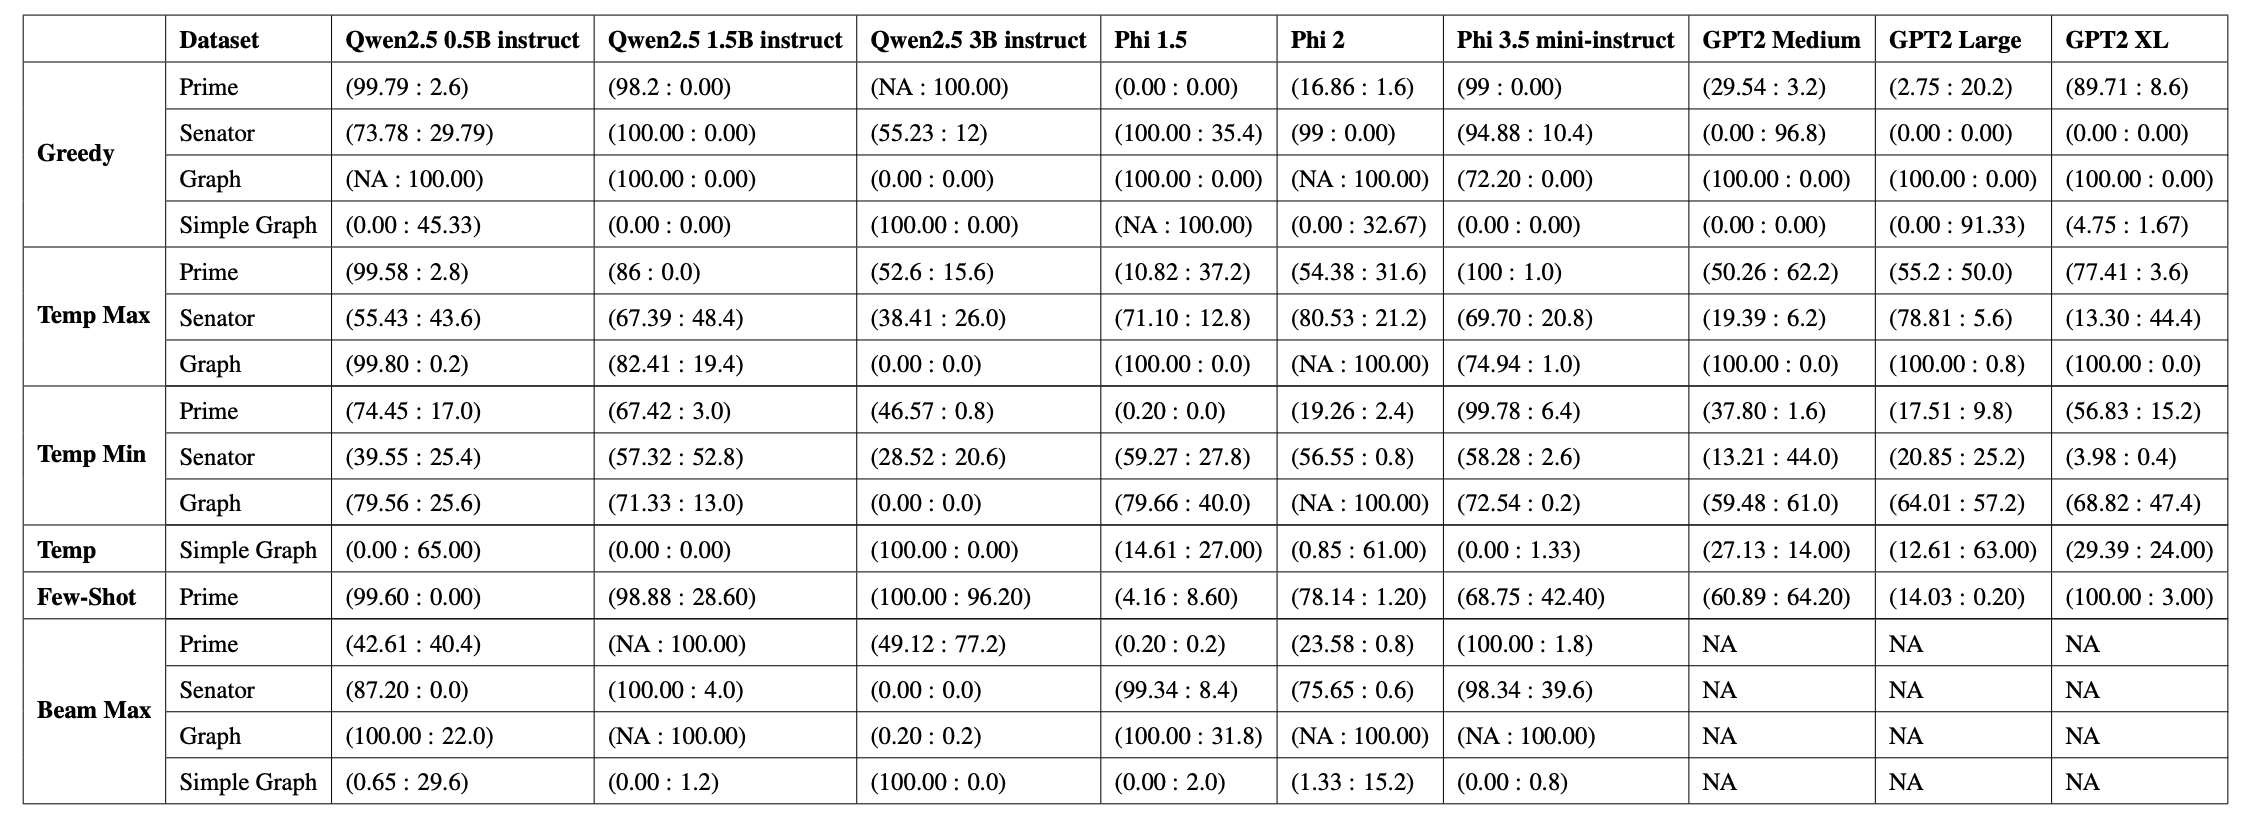 Dataset Qwen2.5 0.5B instruct Qwen2.5 1.5B instruct Qwen2.5 3B instruct Phi 1.5 Phi 2 Phi 3.5 mini-instruct GPT2 Medium GPT2 Large GPT2 XL
Greedy Prime (99.79 : 2.6) (98.2 : 0.00) (NA : 100.00) (0.00 : 0.00) (16.86 : 1.6) (99 : 0.00) (29.54 : 3.2) (2.75 : 20.2) (89.71 : 8.6)
Senator (73.78 : 29.79) (100.00 : 0.00) (55.23 : 12) (100.00 : 35.4) (99 : 0.00) (94.88 : 10.4) (0.00 : 96.8) (0.00 : 0.00) (0.00 : 0.00)
Graph (NA : 100.00) (100.00 : 0.00) (0.00 : 0.00) (100.00 : 0.00) (NA : 100.00) (72.20 : 0.00) (100.00 : 0.00) (100.00 : 0.00) (100.00 : 0.00)
Simple Graph (0.00 : 45.33) (0.00 : 0.00) (100.00 : 0.00) (NA : 100.00) (0.00 : 32.67) (0.00 : 0.00) (0.00 : 0.00) (0.00 : 91.33) (4.75 : 1.67)
Temp Max Prime (99.58 : 2.8) (86 : 0.0) (52.6 : 15.6) (10.82 : 37.2) (54.38 : 31.6) (100 : 1.0) (50.26 : 62.2) (55.2 : 50.0) (77.41 : 3.6)
Senator (55.43 : 43.6) (67.39 : 48.4) (38.41 : 26.0) (71.10 : 12.8) (80.53 : 21.2) (69.70 : 20.8) (19.39 : 6.2) (78.81 : 5.6) (13.30 : 44.4)
Graph (99.80 : 0.2) (82.41 : 19.4) (0.00 : 0.0) (100.00 : 0.0) (NA : 100.00) (74.94 : 1.0) (100.00 : 0.0) (100.00 : 0.8) (100.00 : 0.0)
Temp Min Prime (74.45 : 17.0) (67.42 : 3.0) (46.57 : 0.8) (0.20 : 0.0) (19.26 : 2.4) (99.78 : 6.4) (37.80 : 1.6) (17.51 : 9.8) (56.83 : 15.2)
Senator (39.55 : 25.4) (57.32 : 52.8) (28.52 : 20.6) (59.27 : 27.8) (56.55 : 0.8) (58.28 : 2.6) (13.21 : 44.0) (20.85 : 25.2) (3.98 : 0.4)
Graph (79.56 : 25.6) (71.33 : 13.0) (0.00 : 0.0) (79.66 : 40.0) (NA : 100.00) (72.54 : 0.2) (59.48 : 61.0) (64.01 : 57.2) (68.82 : 47.4)
Temp Simple Graph (0.00 : 65.00) (0.00 : 0.00) (100.00 : 0.00) (14.61 : 27.00) (0.85 : 61.00) (0.00 : 1.33) (27.13 : 14.00) (12.61 : 63.00) (29.39 : 24.00)
Few-Shot Prime (99.60 : 0.00) (98.88 : 28.60) (100.00 : 96.20) (4.16 : 8.60) (78.14 : 1.20) (68.75 : 42.40) (60.89 : 64.20) (14.03 : 0.20) (100.00 : 3.00)
Beam Max Prime (42.61 : 40.4) (NA : 100.00) (49.12 : 77.2) (0.20 : 0.2) (23.58 : 0.8) (100.00 : 1.8) NA NA NA
Senator (87.20 : 0.0) (100.00 : 4.0) (0.00 : 0.0) (99.34 : 8.4) (75.65 : 0.6) (98.34 : 39.6) NA NA NA
Graph (100.00 : 22.0) (NA : 100.00) (0.20 : 0.2) (100.00 : 31.8) (NA : 100.00) (NA : 100.00) NA NA NA
Simple Graph (0.65 : 29.6) (0.00 : 1.2) (100.00 : 0.0) (0.00 : 2.0) (1.33 : 15.2) (0.00 : 0.8) NA NA NA